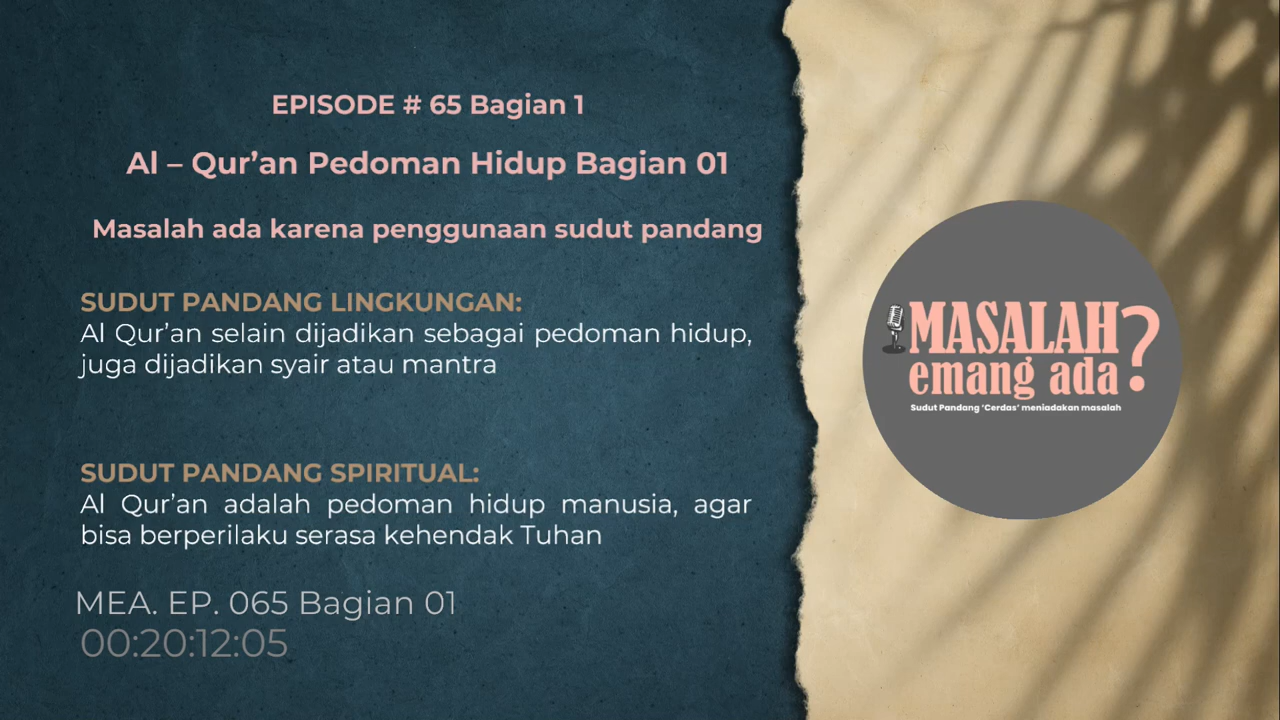 EPISODE # 65 Bagian 1
Al – Qur’an Pedoman Hidup Bagian 01
Masalah ada karena penggunaan sudut pandang
SUDUT PANDANG LINGKUNGAN:
Al Qur’an selain dijadikan sebagai pedoman hidup,
juga dijadikan syair atau mantra
SUDUT PANDANG SPIRITUAL:
Al Qur’an adalah pedoman hidup manusia, agar
bisa berperilaku serasa kehendak Tuhan
MEA. EP. 065 Bagian 01
00:20:12:05
MASALAH
emang ada?
Sudut Pandang ‘Cerdas’ meniadakan masalah